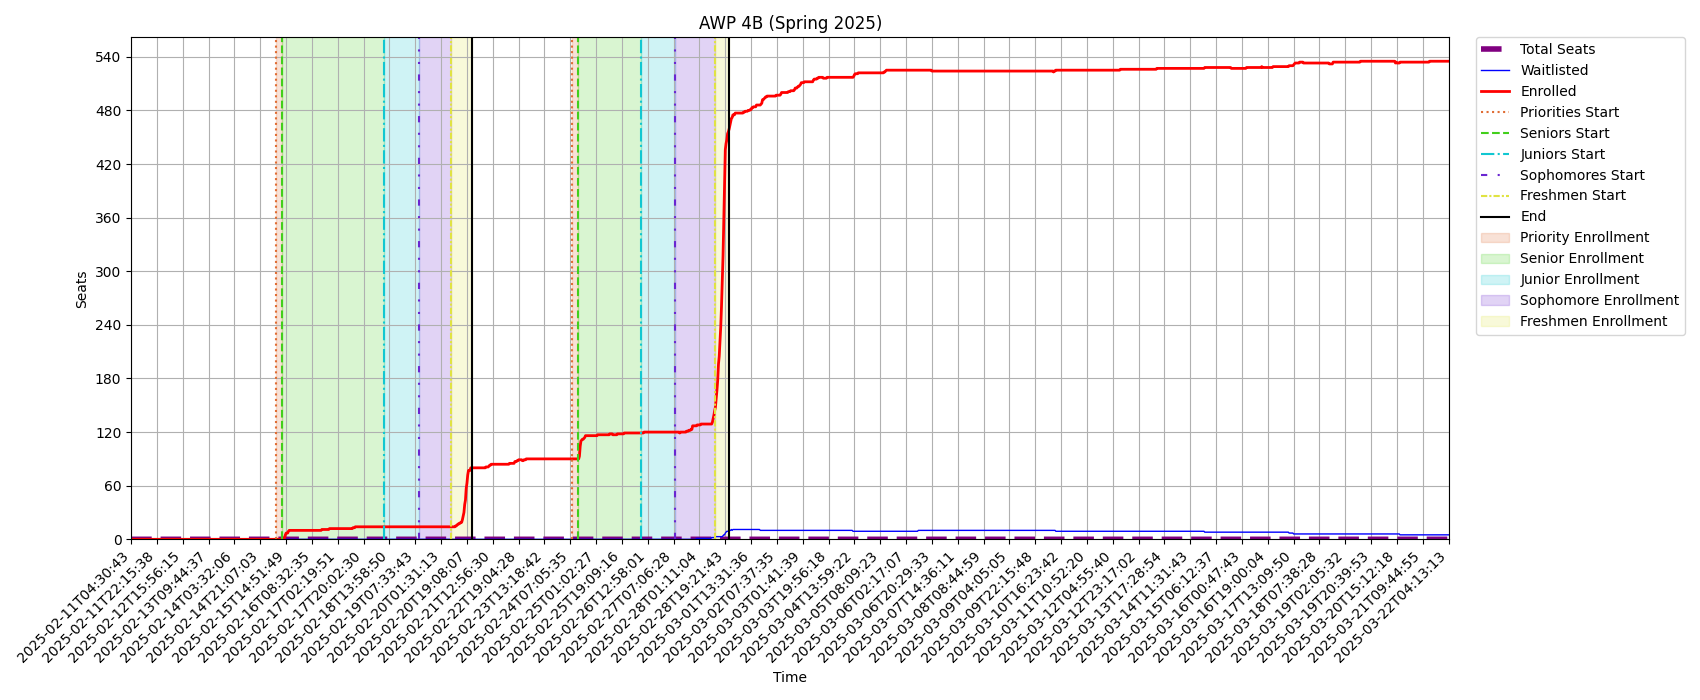 AWP 4B (Spring 2025)
540
480
420
360
300
240
180
120
60
0
Seats
2025-02-11T04:30:43
2025-02-11T22:15:38
2025-02-12T15:56:15
2025-02-13T09:44:37
2025-02-14T03:32:06
2025-02-14T21:07:03
2025-02-15T14:51:49
2025-02-16T08:32:35
2025-02-17T02:19:51
2025-02-17T20:02:30
2025-02-18T13:58:50
2025-02-19T07:33:43
2025-02-20T01:31:13
2025-02-20T19:08:07
2025-02-21T12:56:30
2025-02-22T19:04:28
2025-02-23T13:18:42
2025-02-24T07:05:35
2025-02-25T01:02:27
2025-02-25T19:09:16
2025-02-26T12:58:01
2025-02-27T07:06:28
2025-02-28T01:11:04
2025-02-28T19:21:43
2025-03-01T13:31:36
2025-03-02T07:37:35
2025-03-03T01:41:39
2025-03-03T19:56:18
2025-03-04T13:59:22
2025-03-05T08:09:23
2025-03-06T02:17:07
2025-03-06T20:29:33
2025-03-07T14:36:11
2025-03-08T08:44:59
2025-03-09T04:05:05
2025-03-09T22:15:48
2025-03-10T16:23:42
2025-03-11T10:52:20
2025-03-12T04:55:40
2025-03-12T23:17:02
2025-03-13T17:28:54
2025-03-14T11:31:43
2025-03-15T06:12:37
2025-03-16T00:47:43
2025-03-16T19:00:04
2025-03-17T13:09:50
2025-03-18T07:38:28
2025-03-19T02:05:32
2025-03-19T20:39:53
2025-03-20T15:12:18
2025-03-21T09:44:55
2025-03-22T04:13:13
Time
Total Seats
Waitlisted
Enrolled
Priorities Start
Seniors Start
Juniors Start
Sophomores Start
Freshmen Start
End
Priority Enrollment
Senior Enrollment
Junior Enrollment
Sophomore Enrollment
Freshmen Enrollment